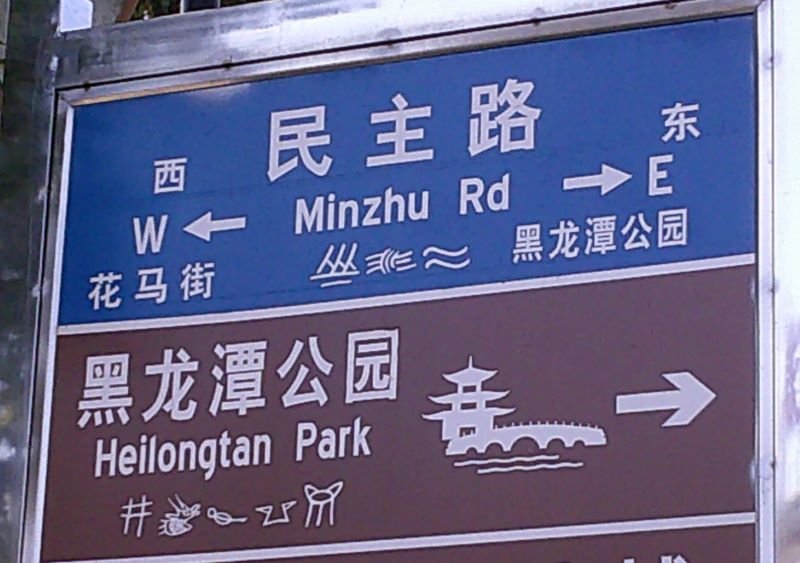 民主路
西 东
W ← Minzhu Rd → E
花马街 黑龙潭公园
黑龙潭公园
Heilongtan Park